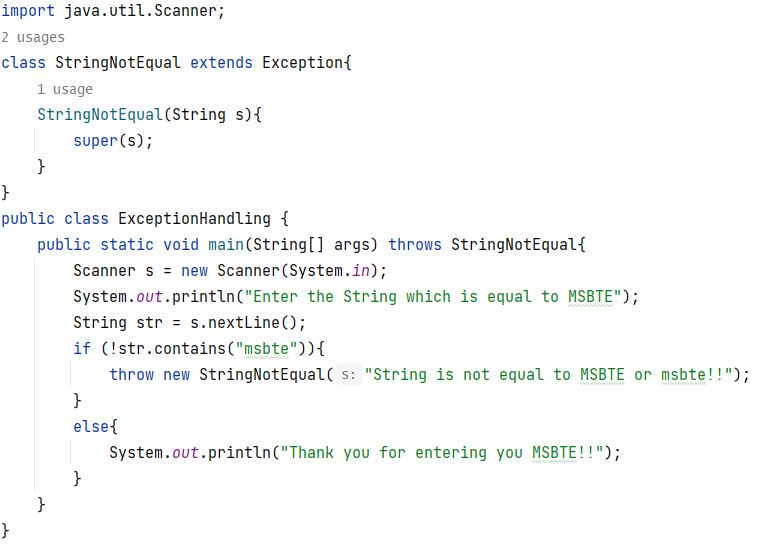 import java.util.Scanner;
2 usages
class StringNotEqual extends Exception{
    1 usage
    StringNotEqual(String s){
        super(s);
    }
}
public class ExceptionHandling {
    public static void main(String[] args) throws StringNotEqual{
        Scanner s = new Scanner(System.in);
        System.out.println("Enter the String which is equal to MSBTE");
        String str = s.nextLine();
        if (!str.contains("msbte")){
            throw new StringNotEqual( s: "String is not equal to MSBTE or msbte!!");
        }
        else{
            System.out.println("Thank you for entering you MSBTE!!");
        }
    }
}